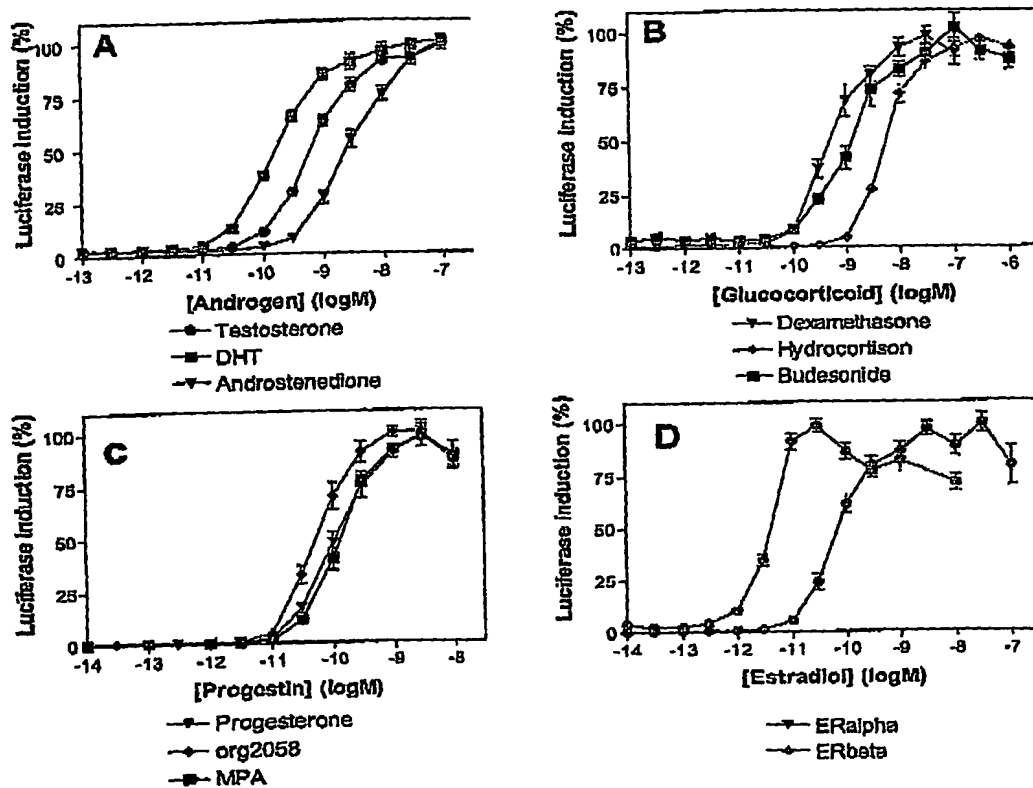 A
Luciferase Induction (%)
100
75
50
25
0
-13 -12 -11 -10 -9 -8 -7
[Androgen] (logM)
Testosterone
DHT
Androstenedione
B
Luciferase Induction (%)
100
75
50
25
0
-13 -12 -11 -10 -9 -8 -7 -6
[Glucocorticoid] (logM)
Dexamethasone
Hydrocortison
Budesonide
C
Luciferase Induction (%)
100
75
50
25
0
-14 -13 -12 -11 -10 -9 -8
[Progestin] (logM)
Progesterone
org2058
MPA
D
Luciferase Induction (%)
100
75
50
25
0
-14 -13 -12 -11 -10 -9 -8 -7
[Estradiol] (logM)
ERalpha
ERbeta